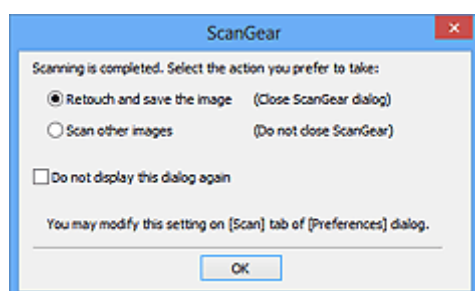 ScanGear
Scanning is completed. Select the action you prefer to take:
Retouch and save the image (Close ScanGear dialog)
Scan other images (Do not close ScanGear)
Do not display this dialog again
You may modify this setting on [Scan] tab of [Preferences] dialog.
OK